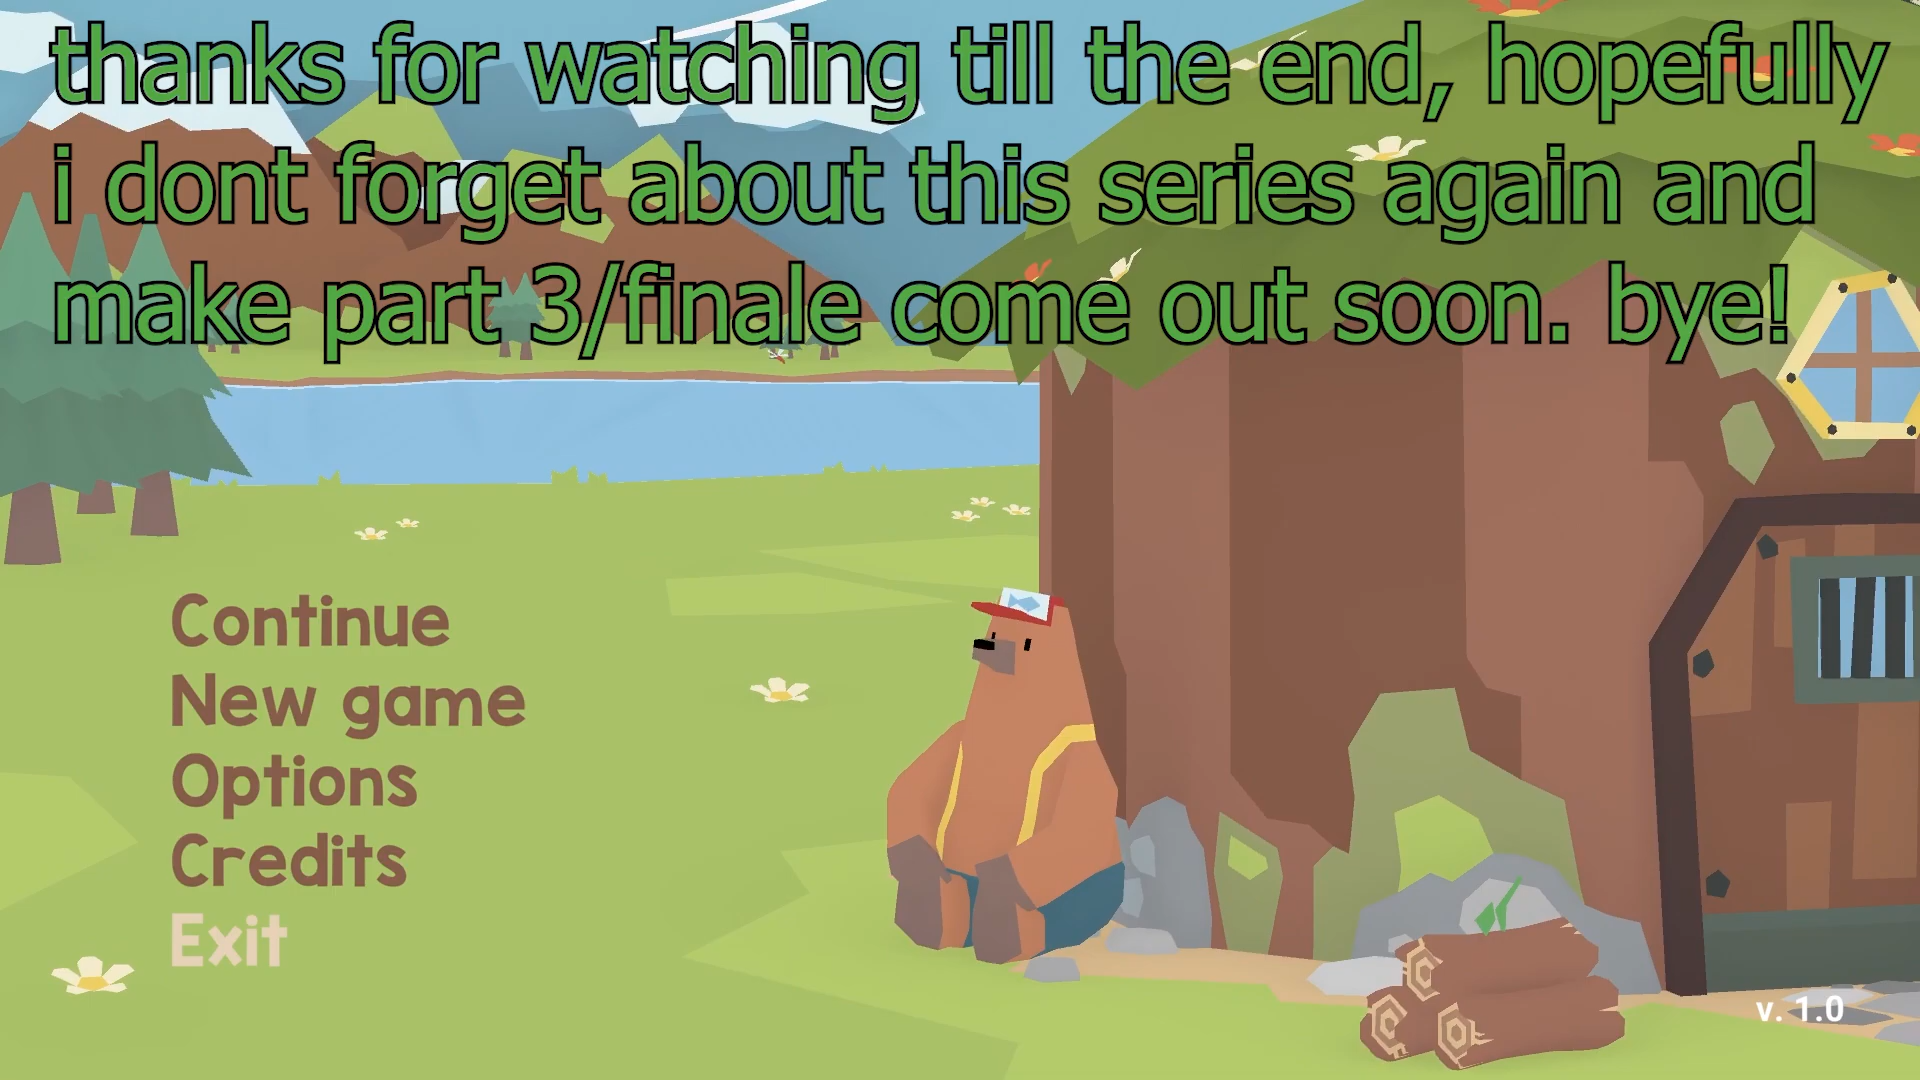 thanks for watching till the end, hopefully
i dont forget about this series again and
make part 3/finale come out soon. bye!
Continue
New game
Options
Credits
Exit
v. 1.0